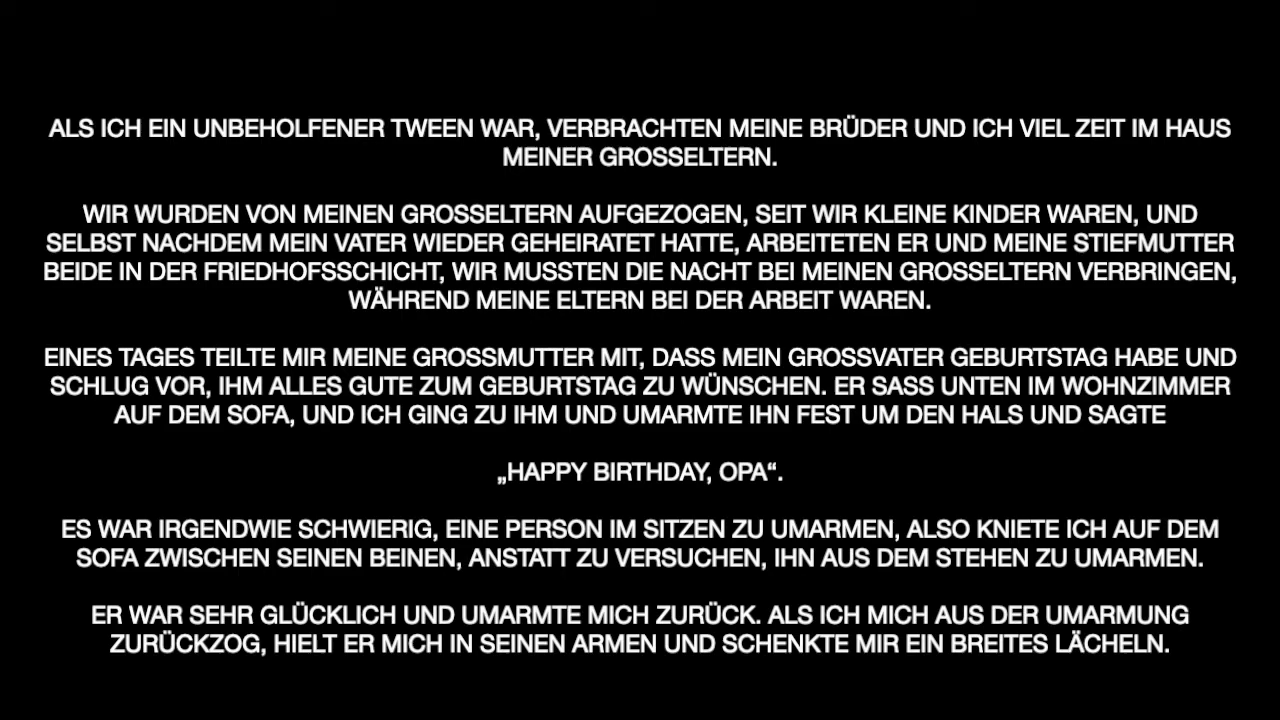 ALS ICH EIN UNBEHOLFENER TWEEN WAR, VERBRACHTEN MEINE BRÜDER UND ICH VIEL ZEIT IM HAUS
MEINER GROSSELTERN.
WIR WURDEN VON MEINEN GROSSELTERN AUFGEZOGEN, SEIT WIR KLEINE KINDER WAREN, UND
SELBST NACHDEM MEIN VATER WIEDER GEHEIRATET HATTE, ARBEITETEN ER UND MEINE STIEFMUTTER
BEIDE IN DER FRIEDHOFSSCHICHT, WIR MUSSTEN DIE NACHT BEI MEINEN GROSSELTERN VERBRINGEN,
WÄHREND MEINE ELTERN BEI DER ARBEIT WAREN.
EINES TAGES TEILTE MIR MEINE GROSSMUTTER MIT, DASS MEIN GROSSVATER GEBURTSTAG HABE UND
SCHLUG VOR, IHM ALLES GUTE ZUM GEBURTSTAG ZU WÜNSCHEN. ER SASS UNTEN IM WOHNZIMMER
AUF DEM SOFA, UND ICH GING ZU IHM UND UMARMTE IHN FEST UM DEN HALS UND SAGTE
„HAPPY BIRTHDAY, OPA“.
ES WAR IRGENDWIE SCHWIERIG, EINE PERSON IM SITZEN ZU UMARMEN, ALSO KNIETE ICH AUF DEM
SOFA ZWISCHEN SEINEN BEINEN, ANSTATT ZU VERSUCHEN, IHN AUS DEM STEHEN ZU UMARMEN.
ER WAR SEHR GLÜCKLICH UND UMARMTE MICH ZURÜCK. ALS ICH MICH AUS DER UMARMUNG
ZURÜCKZOG, HIELT ER MICH IN SEINEN ARMEN UND SCHENKTE MIR EIN BREITES LÄCHELN.